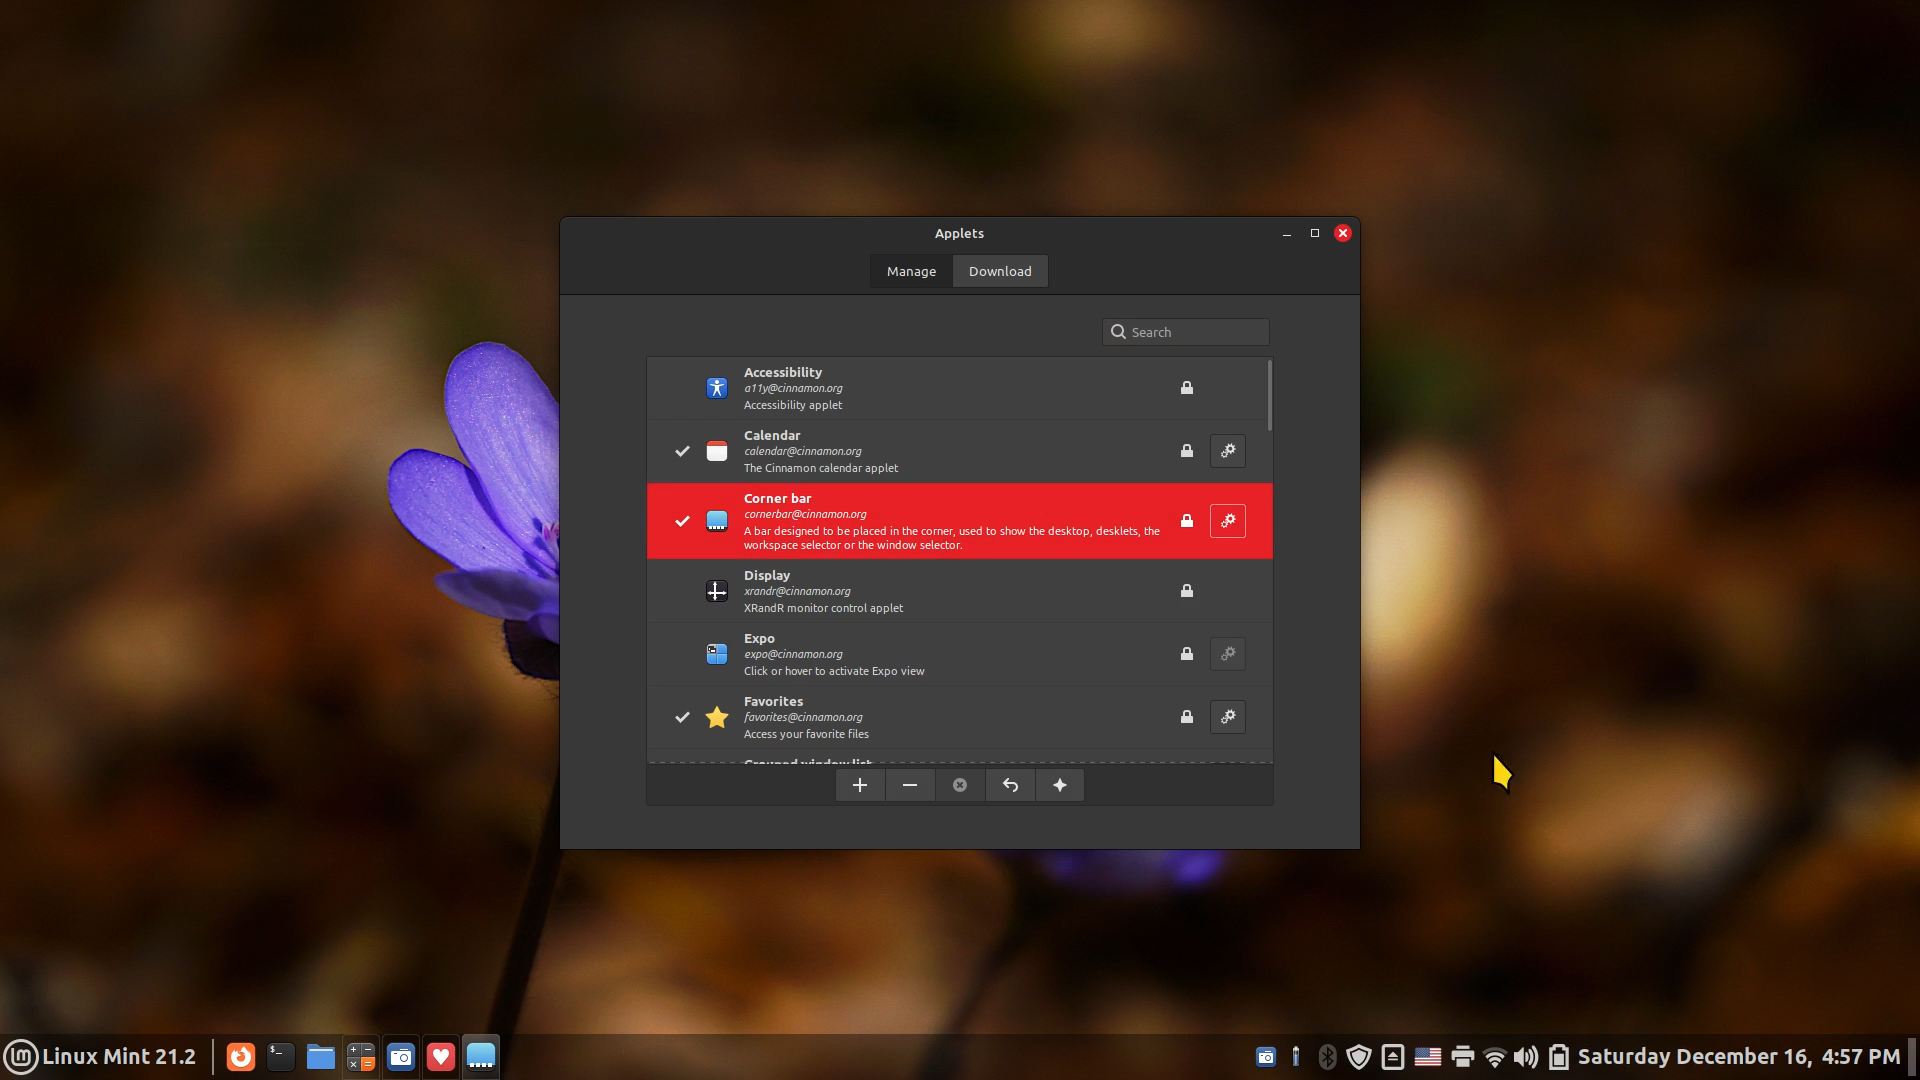 Applets
Manage
Download
Search
Accessibility
a11y@cinnamon.org
Accessibility applet
Calendar
calendar@cinnamon.org
The Cinnamon calendar applet
Corner bar
cornerbar@cinnamon.org
A bar designed to be placed in the corner, used to show the desktop, desklets, the
workspace selector or the window selector.
Display
xrandr@cinnamon.org
XRandR monitor control applet
Expo
expo@cinnamon.org
Click or hover to activate Expo view
Favorites
favorites@cinnamon.org
Access your favorite files
Grouped window list
Linux Mint 21.2
Saturday December 16, 4:57 PM